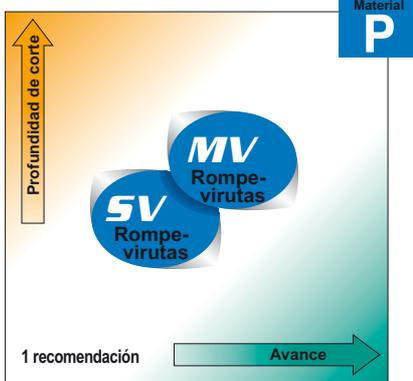 Material
P
Profundidad de corte
MV
Rompe-
virutas
SV
Rompe-
virutas
1 recomendación
Avance